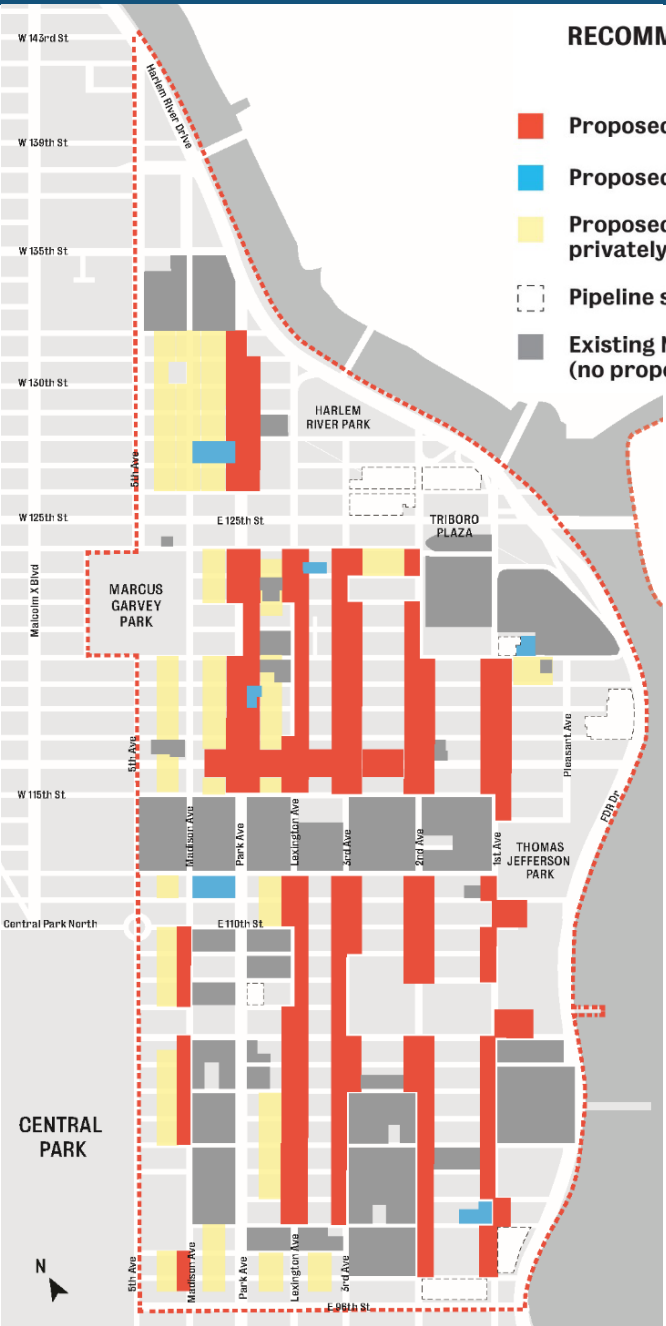 W 143rd St.
RECOMM
Harlem River Drive
Proposed
W 139th St.
Proposed
Proposed
privately
W 135th St.
Pipeline s
Existing N
(no propo
W 130th St.
HARLEM
RIVER PARK
5th Ave
W 125th St.
E 125th St.
TRIBORO
PLAZA
Malcolm X Blvd
MARCUS
GARVEY
PARK
5th Ave
Pleasant Ave
W 115th St.
FDR Dr
Madison Ave
Park Ave
Lexington Ave
3rd Ave
2nd Ave
1st Ave
THOMAS
JEFFERSON
PARK
Central Park North
E 110th St.
CENTRAL
PARK
N
5th Ave
Madison Ave
Park Ave
Lexington Ave
3rd Ave
E 96th St.